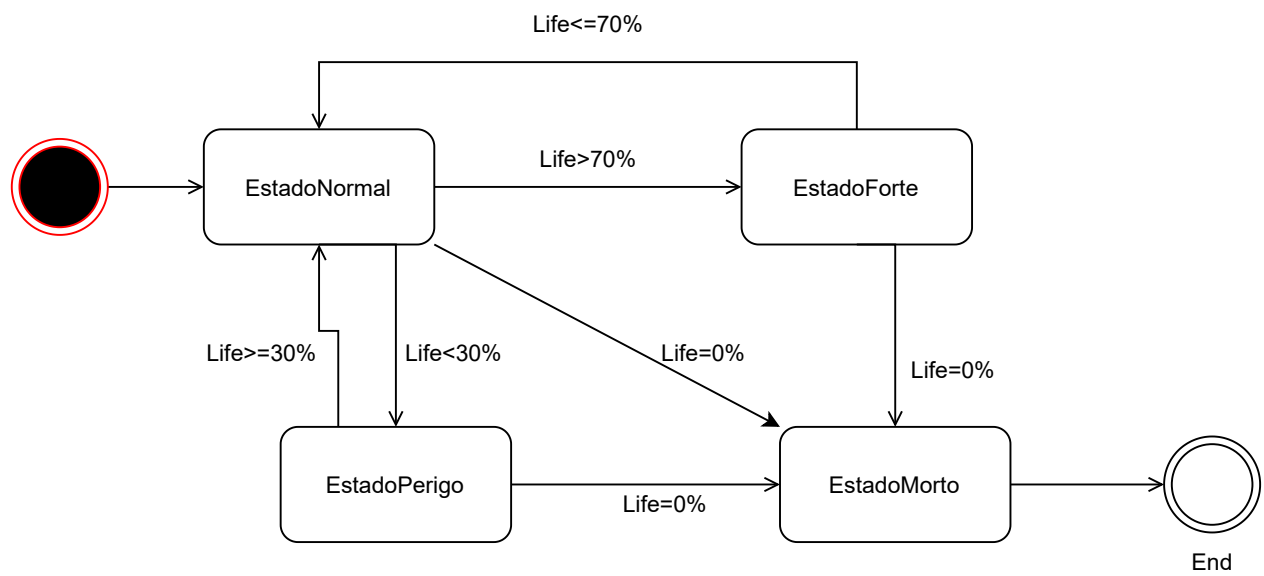 Life<=70%
Life>70%
EstadoNormal
EstadoForte
Life>=30%
Life<30%
Life=0%
Life=0%
EstadoPerigo
Life=0%
EstadoMorto
End